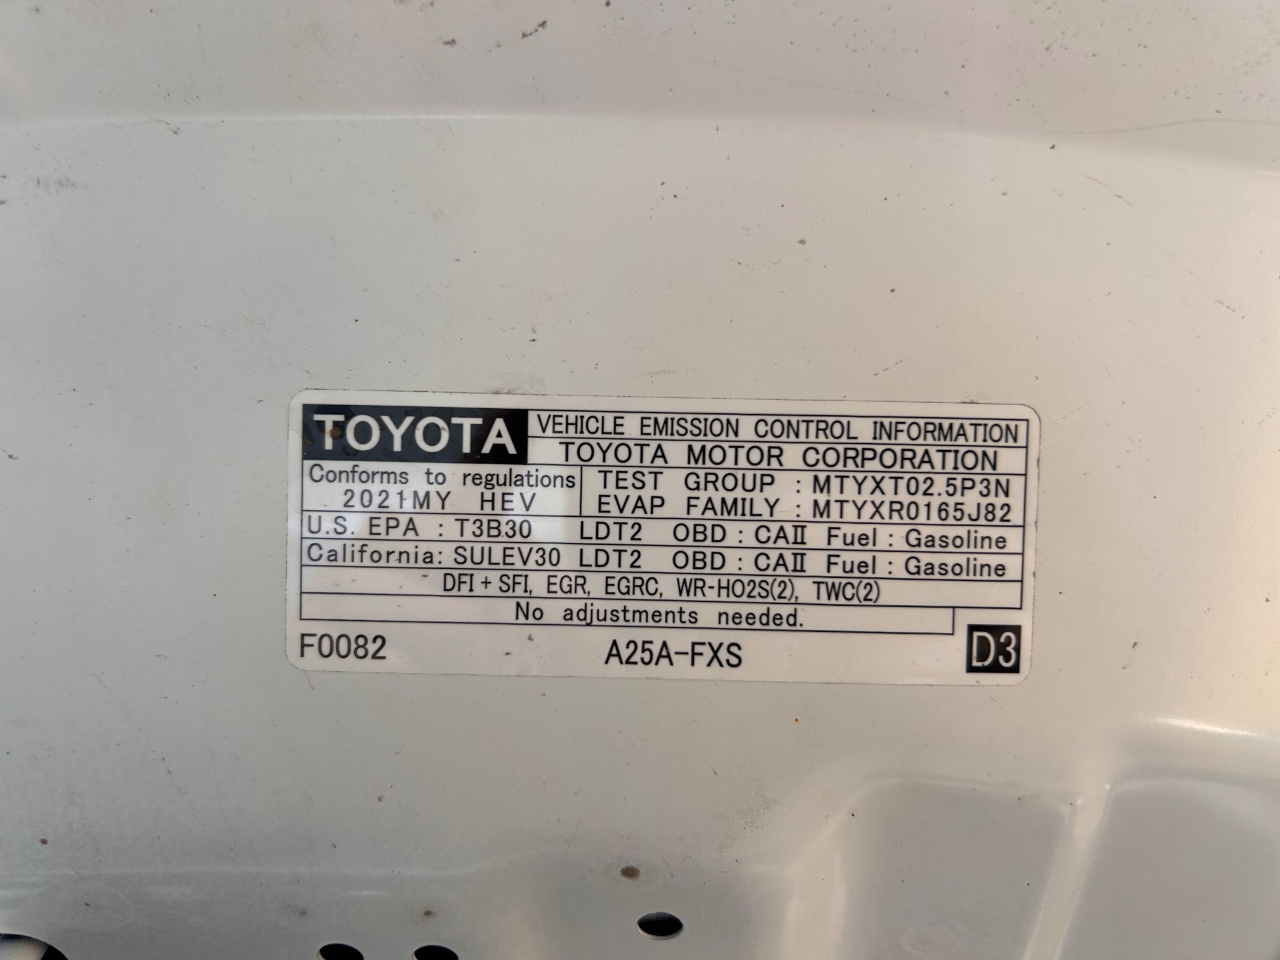 TOYOTA VEHICLE EMISSION CONTROL INFORMATION
TOYOTA MOTOR CORPORATION
Conforms to regulations
2021MY HEV
TEST GROUP : MTYXT02.5P3N
EVAP FAMILY : MTYXR0165J82
U.S. EPA : T3B30 LDT2 OBD : CAII Fuel : Gasoline
California: SULEV30 LDT2 OBD : CAII Fuel : Gasoline
DFI + SFI, EGR, EGRC, WR-HO2S(2), TWC(2)
No adjustments needed.
F0082 A25A-FXS D3